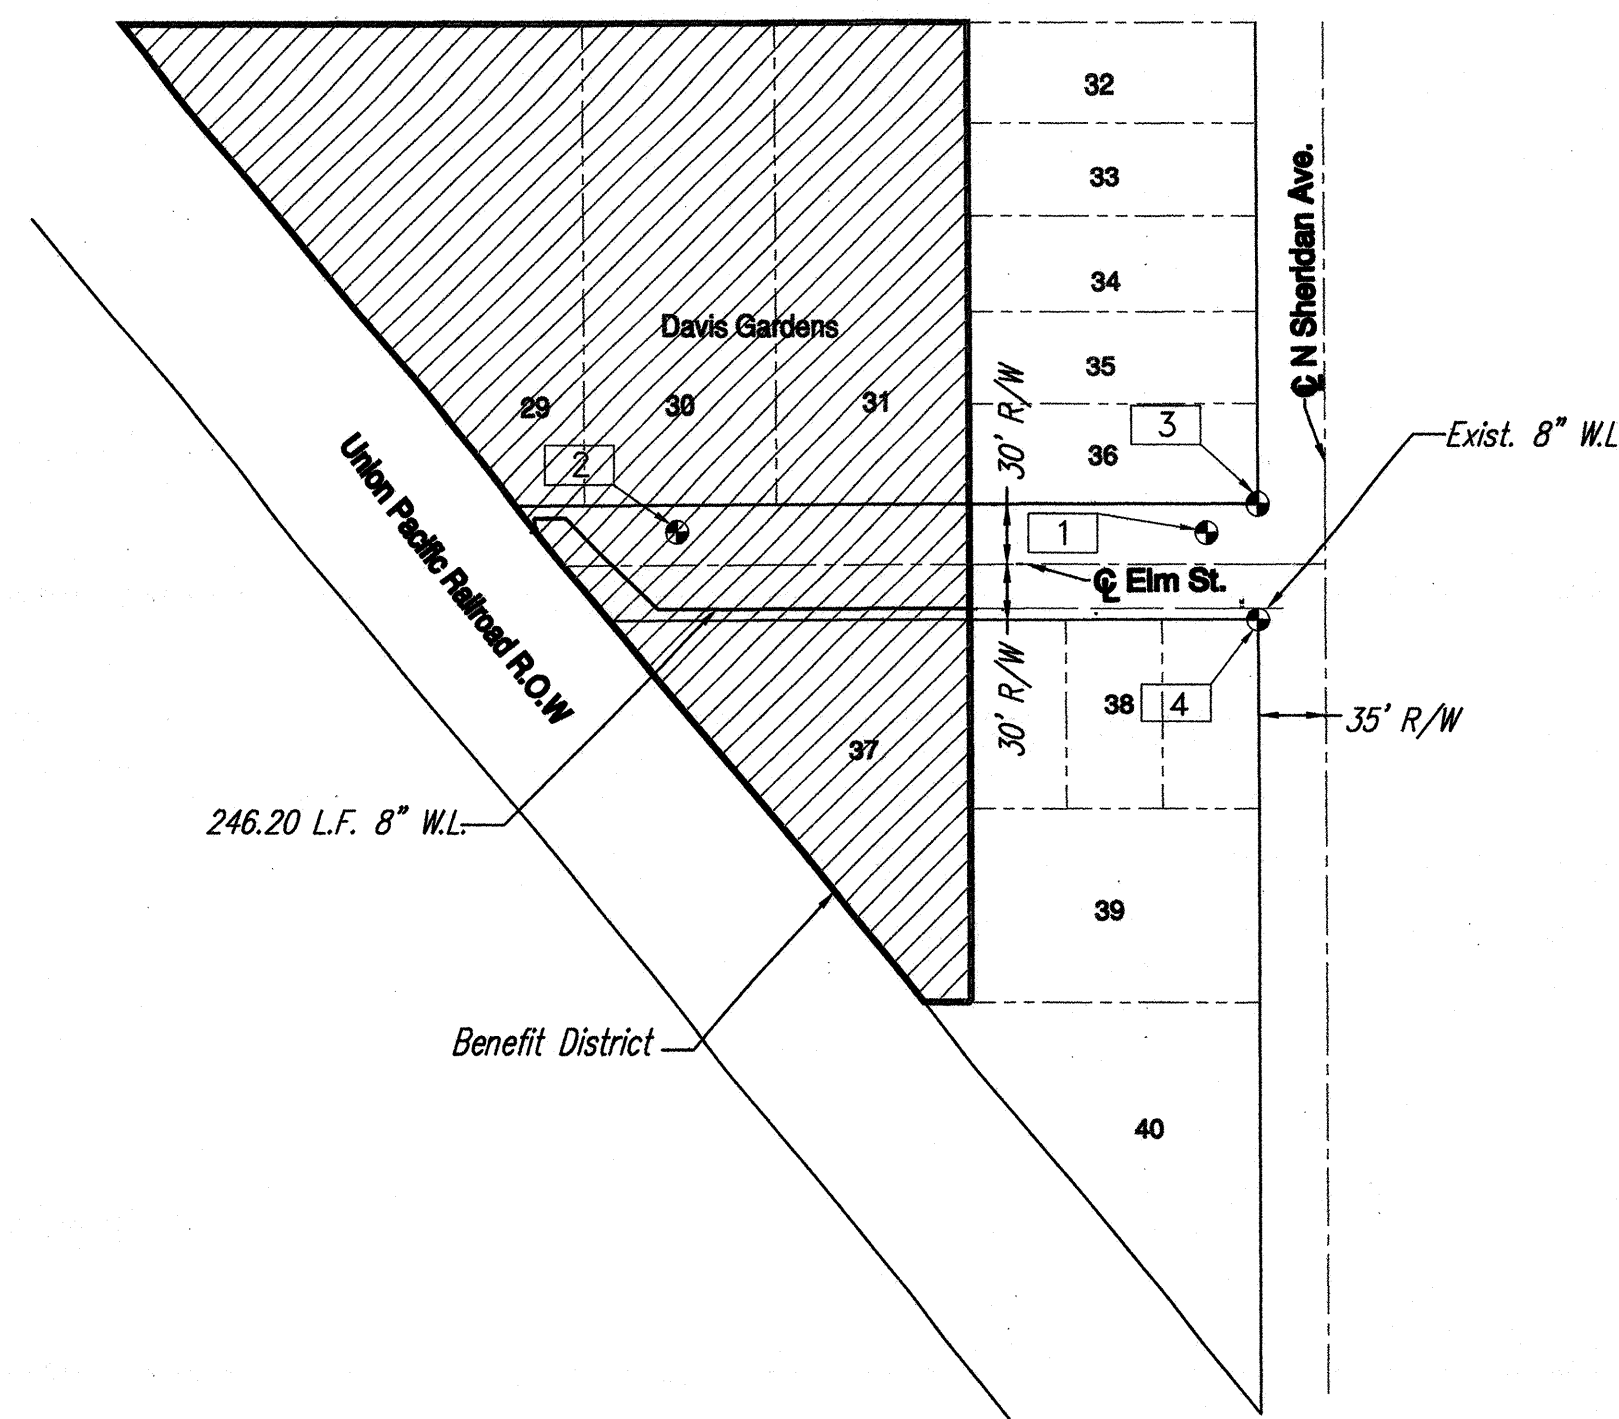 32
33
34
35
36
℄ N Sheridan Ave.
Davis Gardens
29
30
31
30' R/W
3
Exist. 8" W.L
2
1
℄ Elm St.
Union Pacific Railroad R.O.W
30' R/W
38
4
35' R/W
37
246.20 L.F. 8" W.L.
39
Benefit District
40